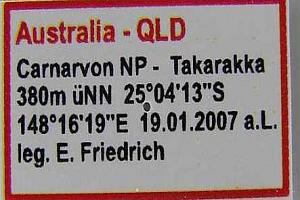 Australia - QLD
Carnarvon NP - Takarakka
380m üNN 25°04'13"S
148°16'19"E 19.01.2007 a.L.
leg. E. Friedrich